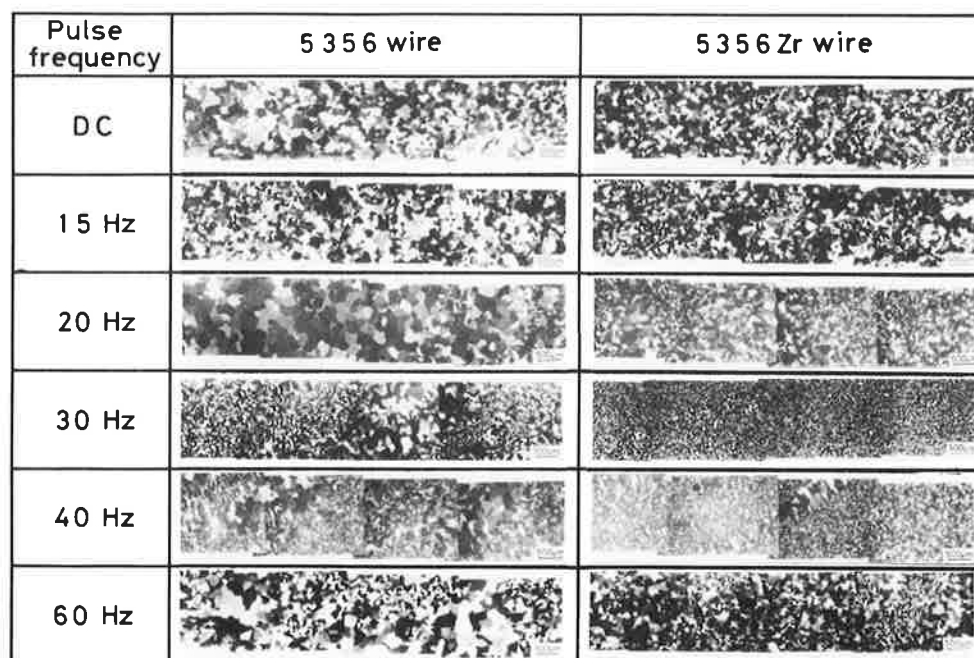 Pulse
frequency
5356 wire
5356 Zr wire
DC
15 Hz
20 Hz
30 Hz
40 Hz
60 Hz